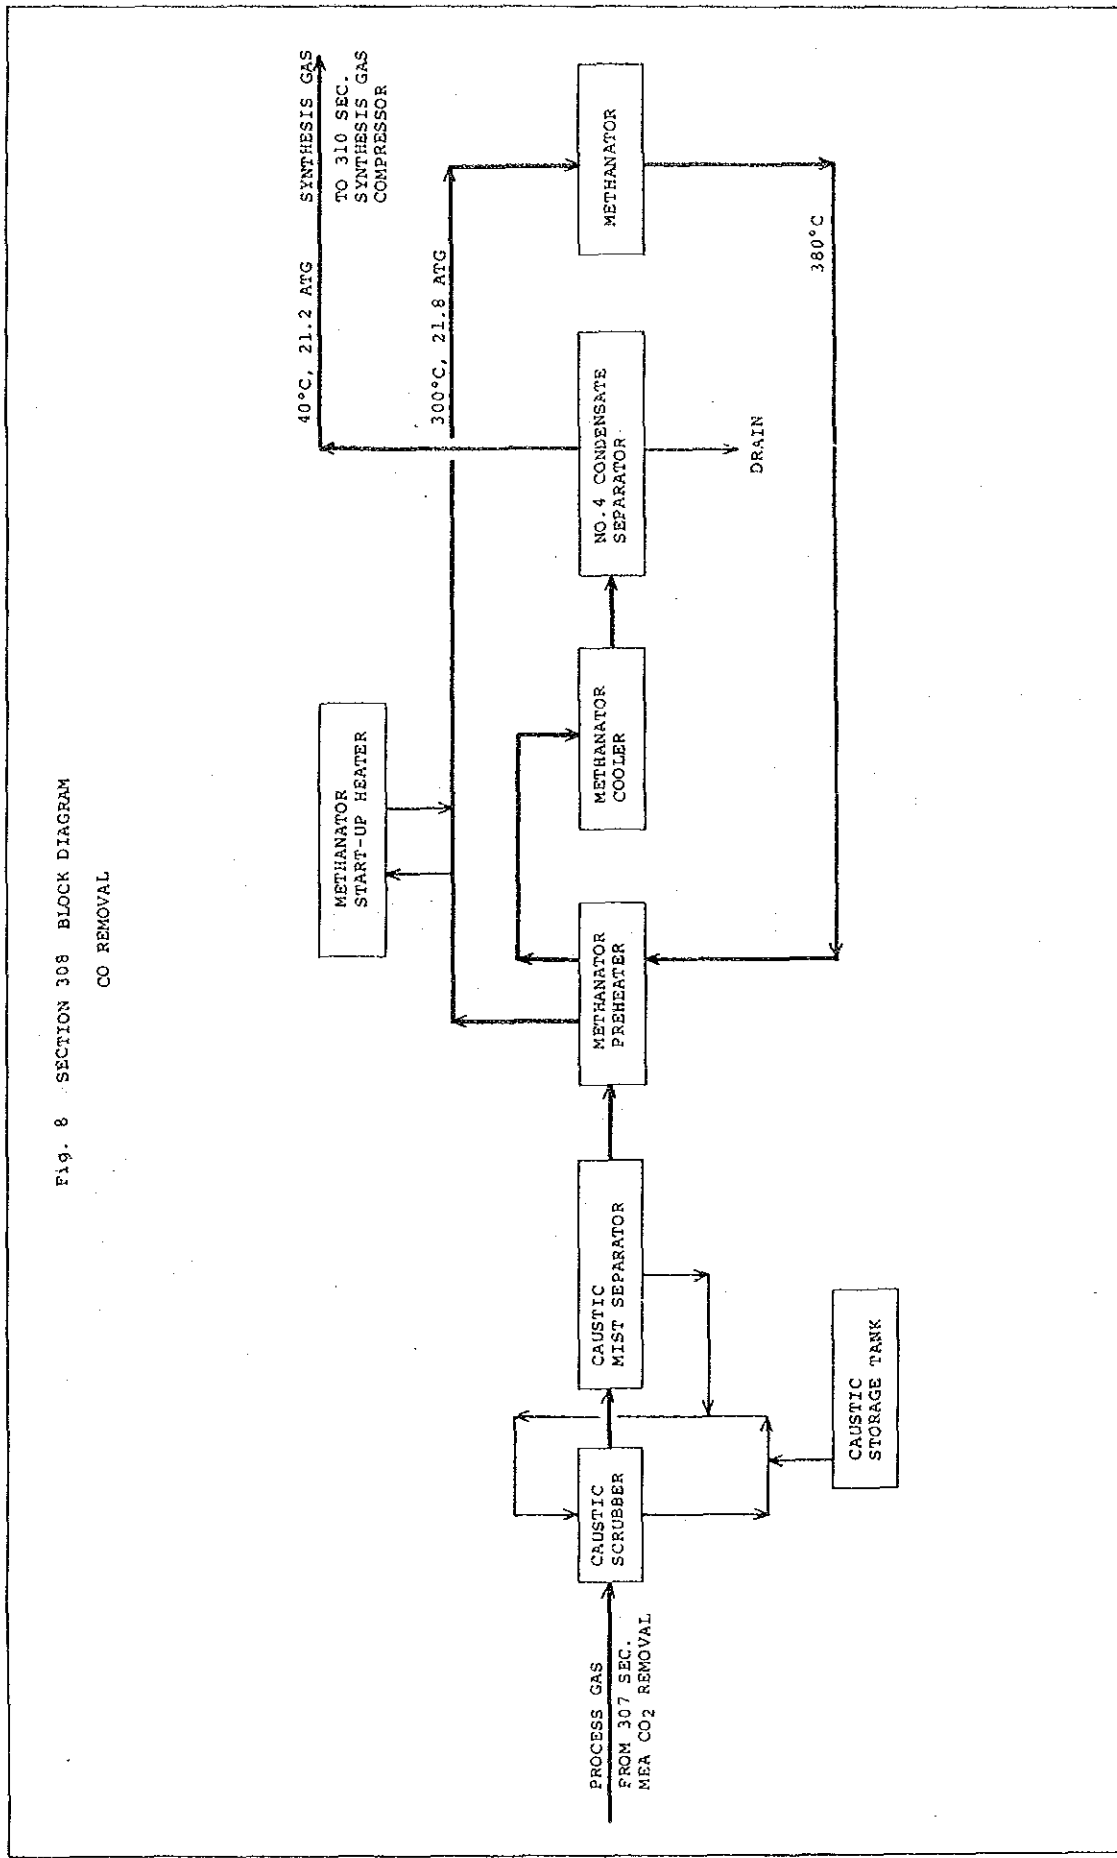 Fig. 8 SECTION 308 BLOCK DIAGRAM
CO REMOVAL
PROCESS GAS
FROM 307 SEC.
MEA CO2 REMOVAL
CAUSTIC
SCRUBBER
CAUSTIC
MIST SEPARATOR
CAUSTIC
STORAGE TANK
METHANATOR
PREHEATER
METHANATOR
START-UP HEATER
METHANATOR
COOLER
NO.4 CONDENSATE
SEPARATOR
DRAIN
METHANATOR
300°C, 21.8 ATG
380°C
40°C, 21.2 ATG
SYNTHESIS GAS
TO 310 SEC.
SYNTHESIS GAS
COMPRESSOR